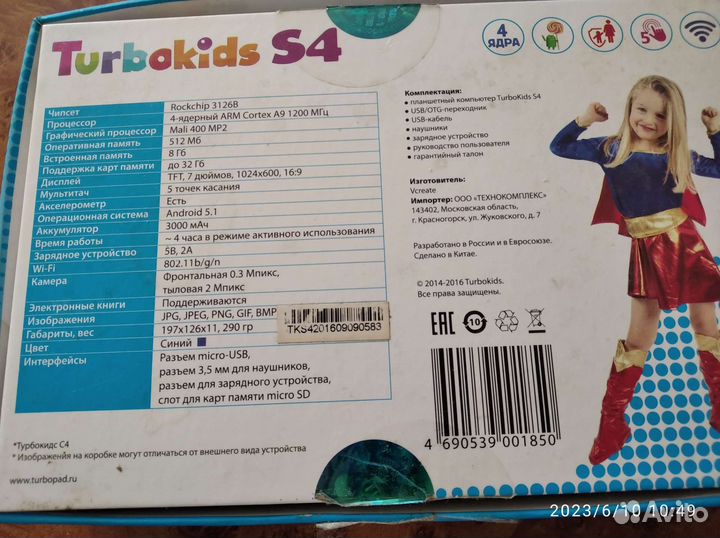 Turbokids S4
4 ЯДРА
5
Чипсет Rockchip 3126B
Процессор 4-ядерный ARM Cortex A9 1200 МГц
Графический процессор Mali 400 MP2
Оперативная память 512 Мб
Встроенная память 8 Гб
Поддержка карт памяти до 32 Гб
Дисплей TFT, 7 дюймов, 1024x600, 16:9
Мультитач 5 точек касания
Акселерометр Есть
Операционная система Android 5.1
Аккумулятор 3000 мАч
Время работы ~ 4 часа в режиме активного использования
Зарядное устройство 5В, 2А
Wi-Fi 802.11b/g/n
Камера Фронтальная 0.3 Мпикс,
тыловая 2 Мпикс
Электронные книги Поддерживаются
Изображения JPG, JPEG, PNG, GIF, BMP
Габариты, вес 197x126x11, 290 гр
Цвет Синий
Интерфейсы Разъем micro-USB,
разъем 3,5 мм для наушников,
разъем для зарядного устройства,
слот для карт памяти micro SD
TKS4201609090583
*Турбокидс С4
* Изображения на коробке могут отличаться от внешнего вида устройства
www.turbopad.ru
Комплектация:
• планшетный компьютер TurboKids S4
• USB/OTG-переходник
• USB-кабель
• наушники
• зарядное устройство
• руководство пользователя
• гарантийный талон
Изготовитель:
Vcreate
Импортер: ООО «ТЕХНОКОМПЛЕКС»
143402, Московская область,
г. Красногорск, ул. Жуковского, д. 7
Разработано в России и в Евросоюзе.
Сделано в Китае.
© 2014-2016 Turbokids.
Все права защищены.
EAC
10
4 690539 001850
2023/6/10 10:49
Avito